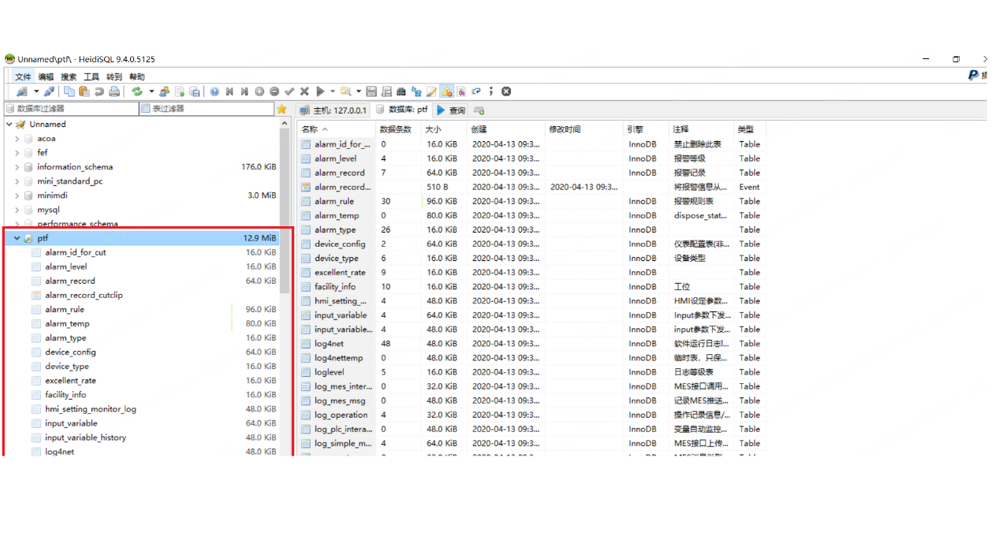 Unnamed\ptf\ - HeidiSQL 9.4.0.5125
文件 编辑 搜索 工具 转到 帮助
数据库过滤器 表过滤器 主机: 127.0.0.1 数据库: ptf 查询
Unnamed
acoa
fef
information_schema 176.0 KiB
mini_standard_pc
minimdi 3.0 MiB
mysql
performance_schema
ptf 12.9 MiB
alarm_id_for_cut 16.0 KiB
alarm_level 16.0 KiB
alarm_record 64.0 KiB
alarm_record_cutclip
alarm_rule 96.0 KiB
alarm_temp 80.0 KiB
alarm_type 16.0 KiB
device_config 64.0 KiB
device_type 16.0 KiB
excellent_rate 16.0 KiB
facility_info 16.0 KiB
hmi_setting_monitor_log 48.0 KiB
input_variable 64.0 KiB
input_variable_history 48.0 KiB
log4net 48.0 KiB
名称 数据条数 大小 创建 修改时间 引擎 注释 类型
alarm_id_for_... 0 16.0 KiB 2020-04-13 09:3... InnoDB 禁止删除此表 Table
alarm_level 4 16.0 KiB 2020-04-13 09:3... InnoDB 报警等级 Table
alarm_record 7 64.0 KiB 2020-04-13 09:3... InnoDB 报警记录 Table
alarm_record... 510 B 2020-04-13 09:3... 2020-04-13 09:3... 将报警信息从... Event
alarm_rule 30 96.0 KiB 2020-04-13 09:3... InnoDB 报警规则表 Table
alarm_temp 0 80.0 KiB 2020-04-13 09:3... InnoDB dispose_stat... Table
alarm_type 26 16.0 KiB 2020-04-13 09:3... InnoDB Table
device_config 2 64.0 KiB 2020-04-13 09:3... InnoDB 仪表配置表(非... Table
device_type 6 16.0 KiB 2020-04-13 09:3... InnoDB 设备类型 Table
excellent_rate 9 16.0 KiB 2020-04-13 09:3... InnoDB Table
facility_info 10 16.0 KiB 2020-04-13 09:3... InnoDB 工位 Table
hmi_setting_... 4 48.0 KiB 2020-04-13 09:3... InnoDB HMI设定参数... Table
input_variable 4 64.0 KiB 2020-04-13 09:3... InnoDB Input参数下发... Table
input_variable... 4 48.0 KiB 2020-04-13 09:3... InnoDB input参数下发... Table
log4net 48 48.0 KiB 2020-04-13 09:3... InnoDB 软件运行日志l... Table
log4nettemp 0 48.0 KiB 2020-04-13 09:3... InnoDB 临时表，只保... Table
loglevel 5 16.0 KiB 2020-04-13 09:3... InnoDB 日志等级表 Table
log_mes_inter... 0 32.0 KiB 2020-04-13 09:3... InnoDB MES接口调用... Table
log_mes_msg 0 48.0 KiB 2020-04-13 09:3... InnoDB 记录MES推送... Table
log_operation 4 32.0 KiB 2020-04-13 09:3... InnoDB 操作记录信息/... Table
log_plc_intera... 0 48.0 KiB 2020-04-13 09:3... InnoDB 变量自动监控... Table
log_simple_m... 4 64.0 KiB 2020-04-13 09:3... InnoDB MES接口上传... Table